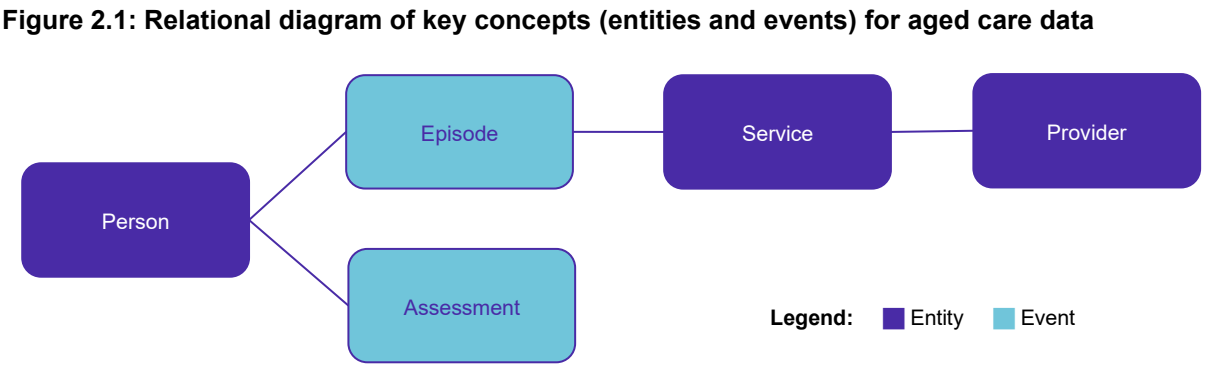 Figure 2.1: Relational diagram of key concepts (entities and events) for aged care data
Episode
Service
Provider
Person
Assessment
Legend:
Entity
Event